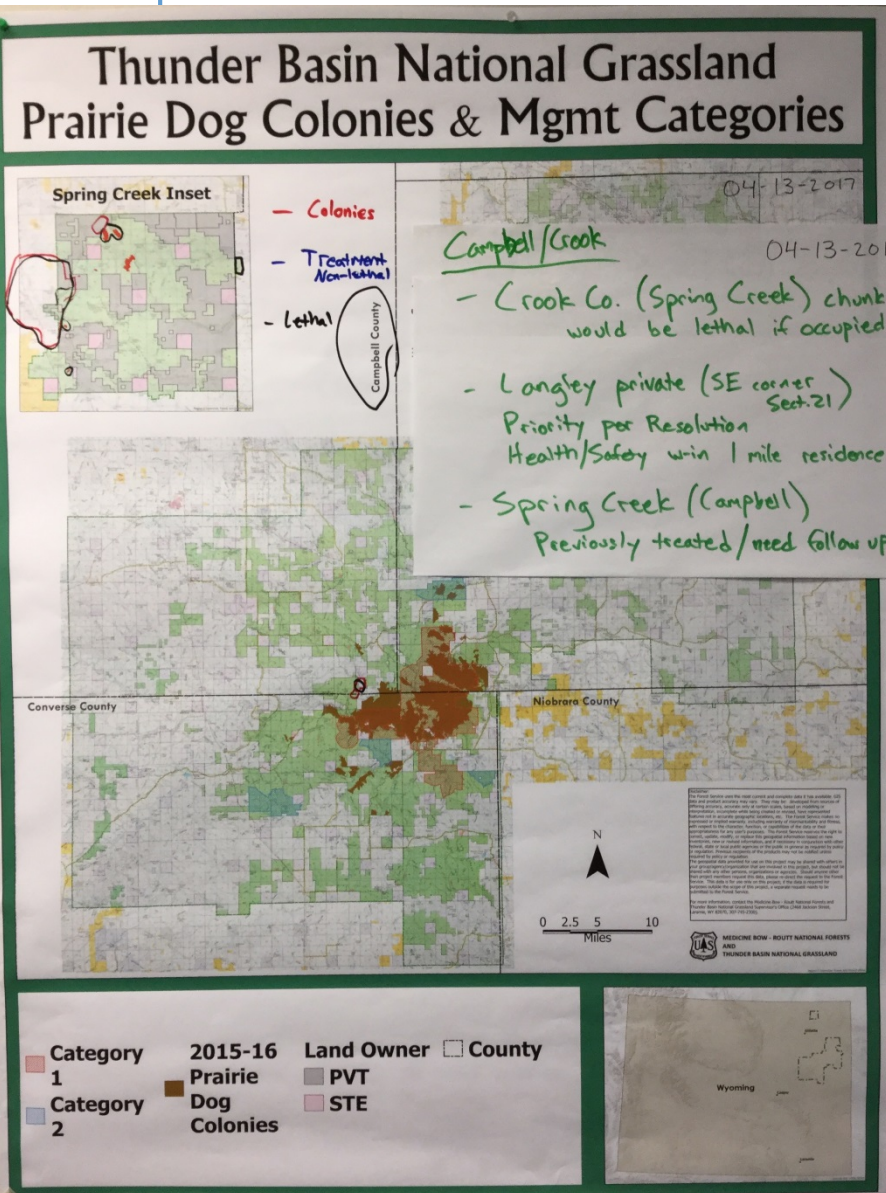 Thunder Basin National Grassland
Prairie Dog Colonies & Mgmt Categories
Spring Creek Inset
— Colonies
— Treatment
Non-lethal
- Lethal
Campbell County
04-13-2017
Campbell/Crook
04-13-201
- Crook Co. (Spring Creek) chunk
would be lethal if occupied
- Langley private (SE corner
Sect. 21)
Priority per Resolution
Health/Safety w-in 1 mile residence
- Spring Creek (Campbell)
Previously treated/need follow up
Converse County
Niobrara County
N
0 2.5 5 10
Miles
UAS
MEDICINE BOW - ROUTT NATIONAL FORESTS
AND
THUNDER BASIN NATIONAL GRASSLAND
Category
1
Category
2
2015-16
Prairie
Dog
Colonies
Land Owner
PVT
STE
County
Wyoming